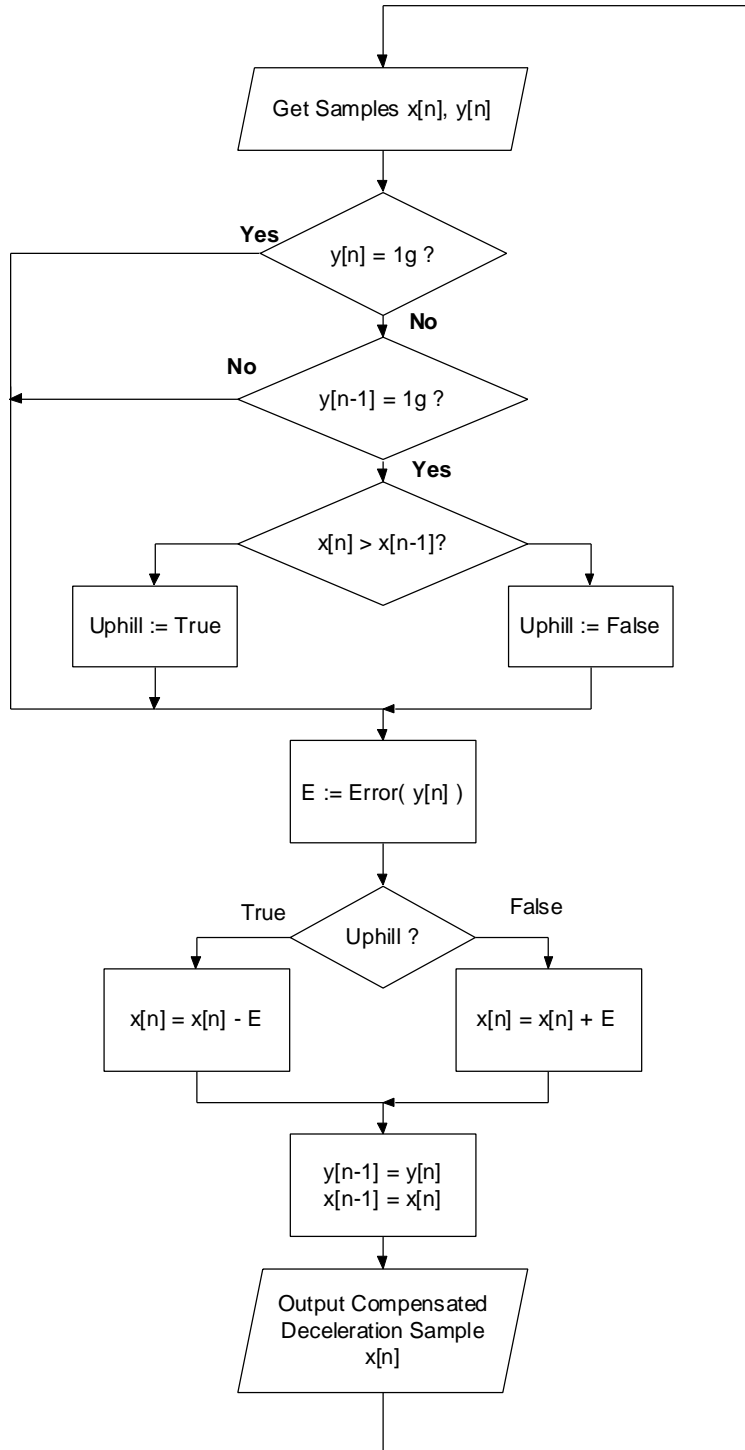 Get Samples x[n], y[n]
Yes
y[n] = 1g ?
No
No
y[n-1] = 1g ?
Yes
x[n] > x[n-1]?
Uphill := True
Uphill := False
E := Error( y[n] )
True
False
Uphill ?
x[n] = x[n] - E
x[n] = x[n] + E
y[n-1] = y[n]
x[n-1] = x[n]
Output Compensated
Deceleration Sample
x[n]